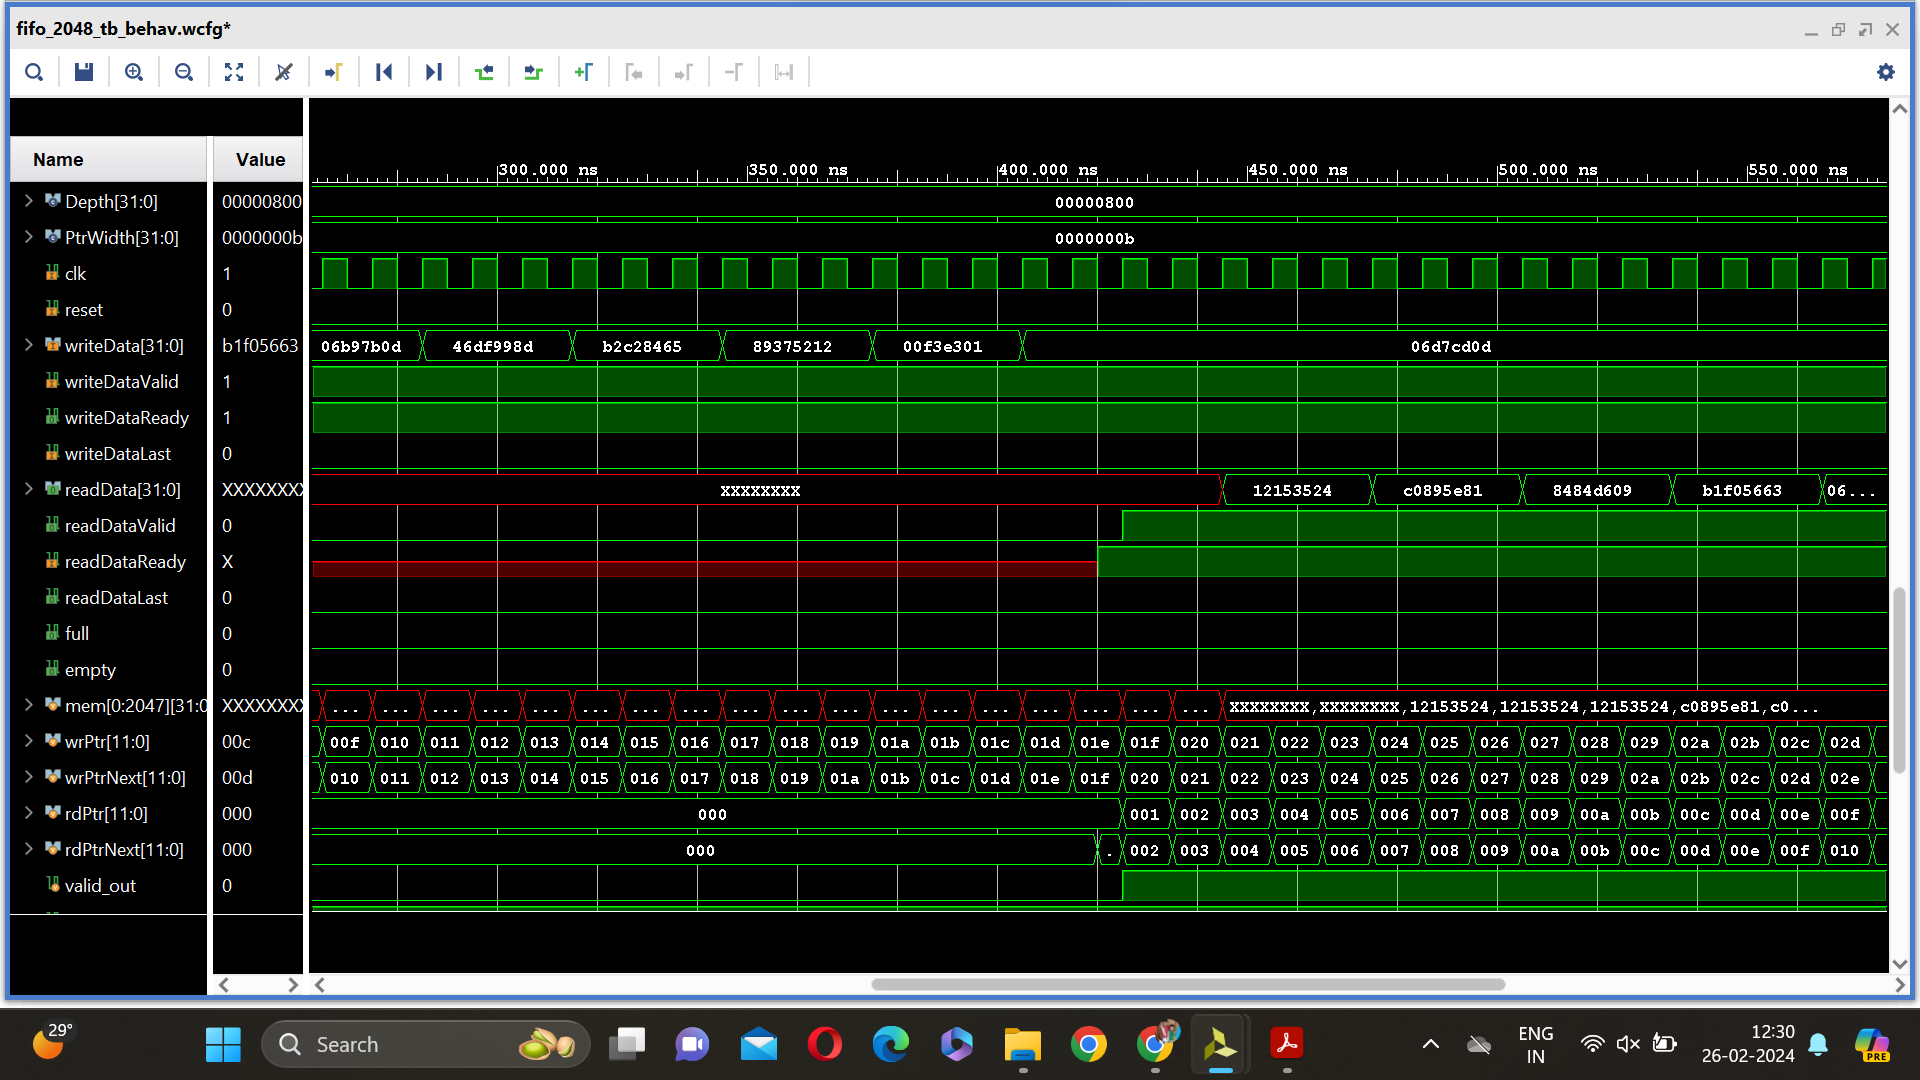 fifo_2048_tb_behav.wcfg*
Name Value
300.000 ns 350.000 ns 400.000 ns 450.000 ns 500.000 ns 550.000 ns
Depth[31:0] 00000800 00000800
PtrWidth[31:0] 0000000b 0000000b
clk 1
reset 0
writeData[31:0] b1f05663 06b97b0d 46df998d b2c28465 89375212 00f3e301 06d7cd0d
writeDataValid 1
writeDataReady 1
writeDataLast 0
readData[31:0] XXXXXXXX XXXXXXXX 12153524 c0895e81 8484d609 b1f05663 06...
readDataValid 0
readDataReady X
readDataLast 0
full 0
empty 0
mem[0:2047][31:0 XXXXXXXX ... ... ... ... ... ... ... ... ... ... ... ... ... ... ... ... ... ... XXXXXXXX,XXXXXXXX,12153524,12153524,12153524,c0895e81,c0...
wrPtr[11:0] 00c 00f 010 011 012 013 014 015 016 017 018 019 01a 01b 01c 01d 01e 01f 020 021 022 023 024 025 026 027 028 029 02a 02b 02c 02d
wrPtrNext[11:0] 00d 010 011 012 013 014 015 016 017 018 019 01a 01b 01c 01d 01e 01f 020 021 022 023 024 025 026 027 028 029 02a 02b 02c 02d 02e
rdPtr[11:0] 000 000 001 002 003 004 005 006 007 008 009 00a 00b 00c 00d 00e 00f
rdPtrNext[11:0] 000 000 . 002 003 004 005 006 007 008 009 00a 00b 00c 00d 00e 00f 010
valid_out 0
29°
Search
PRE
ENG
IN
12:30
26-02-2024